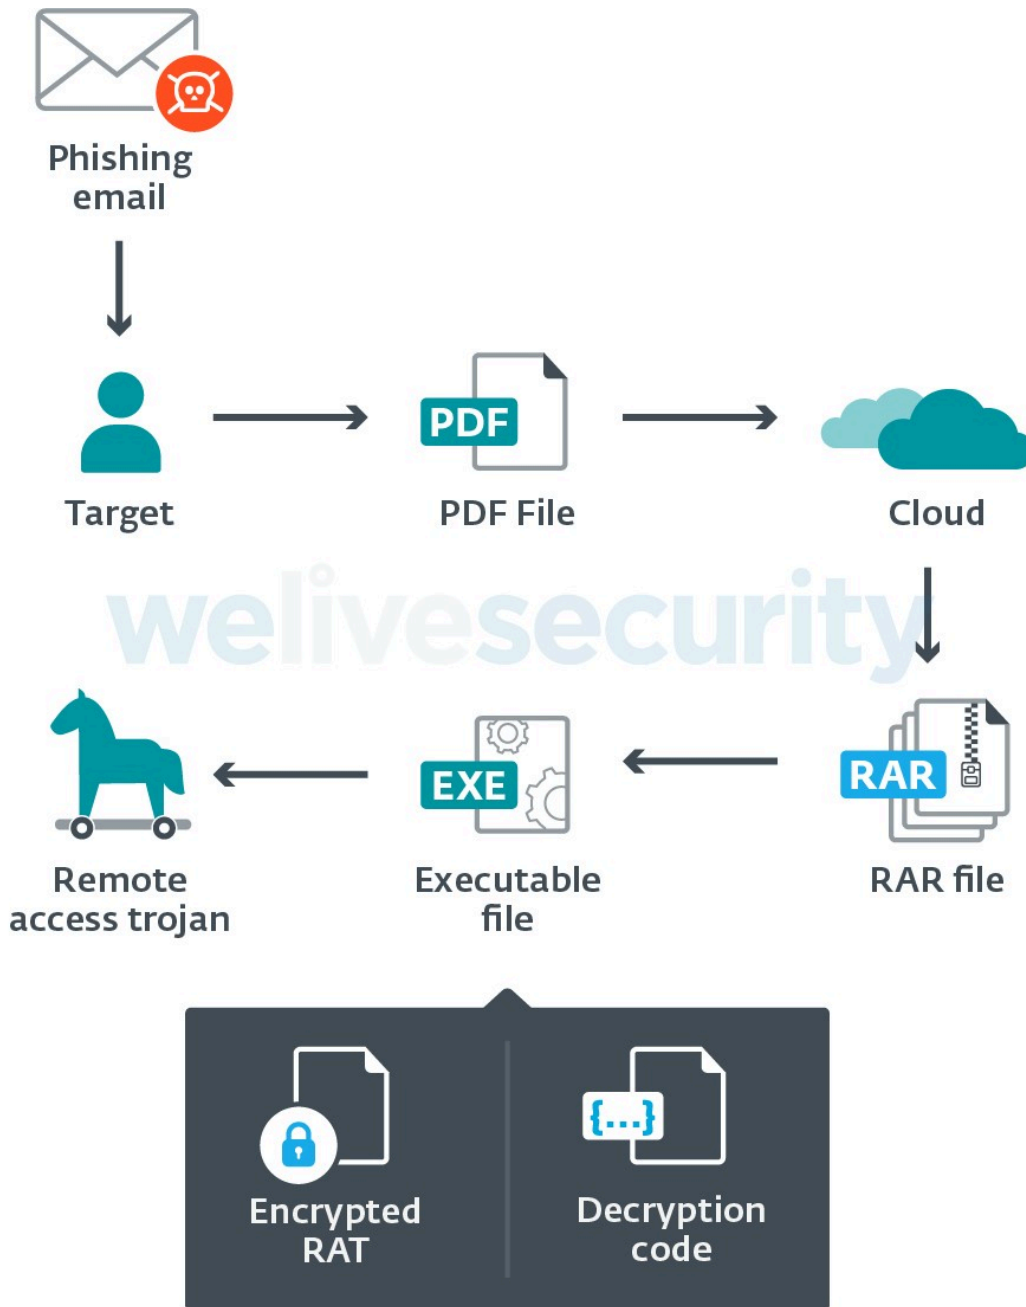 Phishing
email
PDF
Target
PDF File
Cloud
welivesecurity
EXE
RAR
Remote
access trojan
Executable
file
RAR file
{...}
Encrypted
RAT
Decryption
code